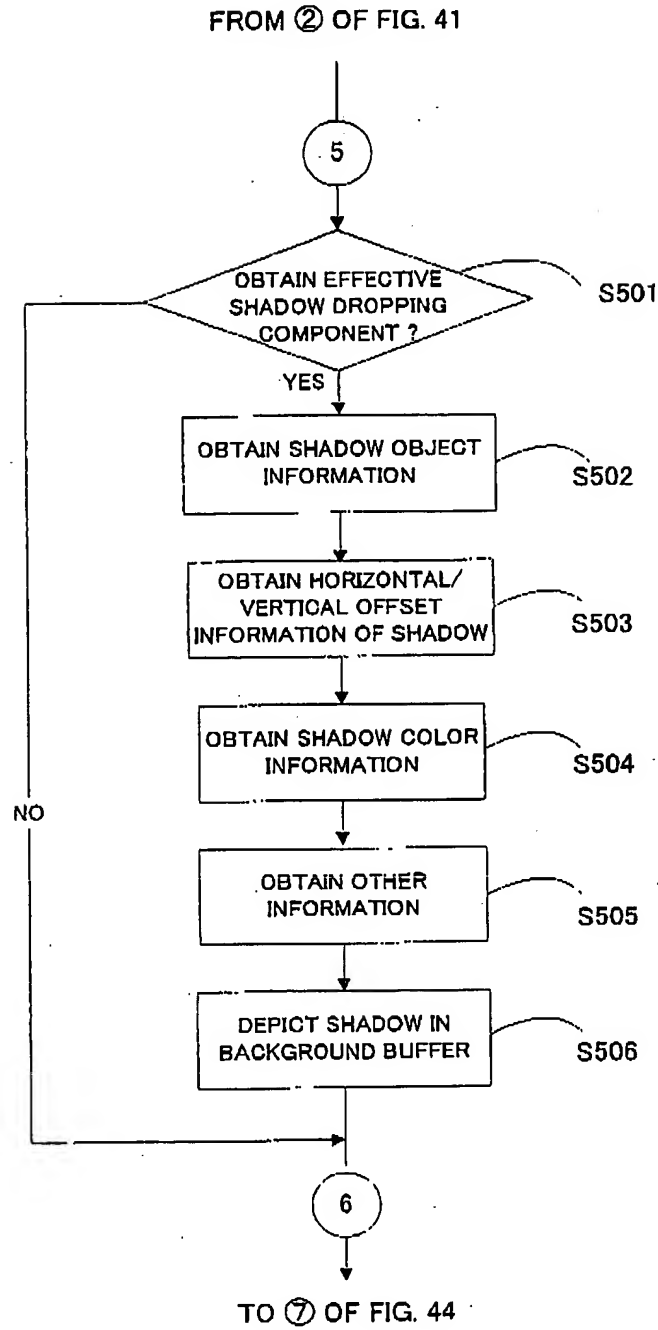 FROM ② OF FIG. 41
5
OBTAIN EFFECTIVE
SHADOW DROPPING
COMPONENT ?
S501
YES
OBTAIN SHADOW OBJECT
INFORMATION
S502
OBTAIN HORIZONTAL/
VERTICAL OFFSET
INFORMATION OF SHADOW
S503
OBTAIN SHADOW COLOR
INFORMATION
S504
NO
OBTAIN OTHER
INFORMATION
S505
DEPICT SHADOW IN
BACKGROUND BUFFER
S506
6
TO ⑦ OF FIG. 44